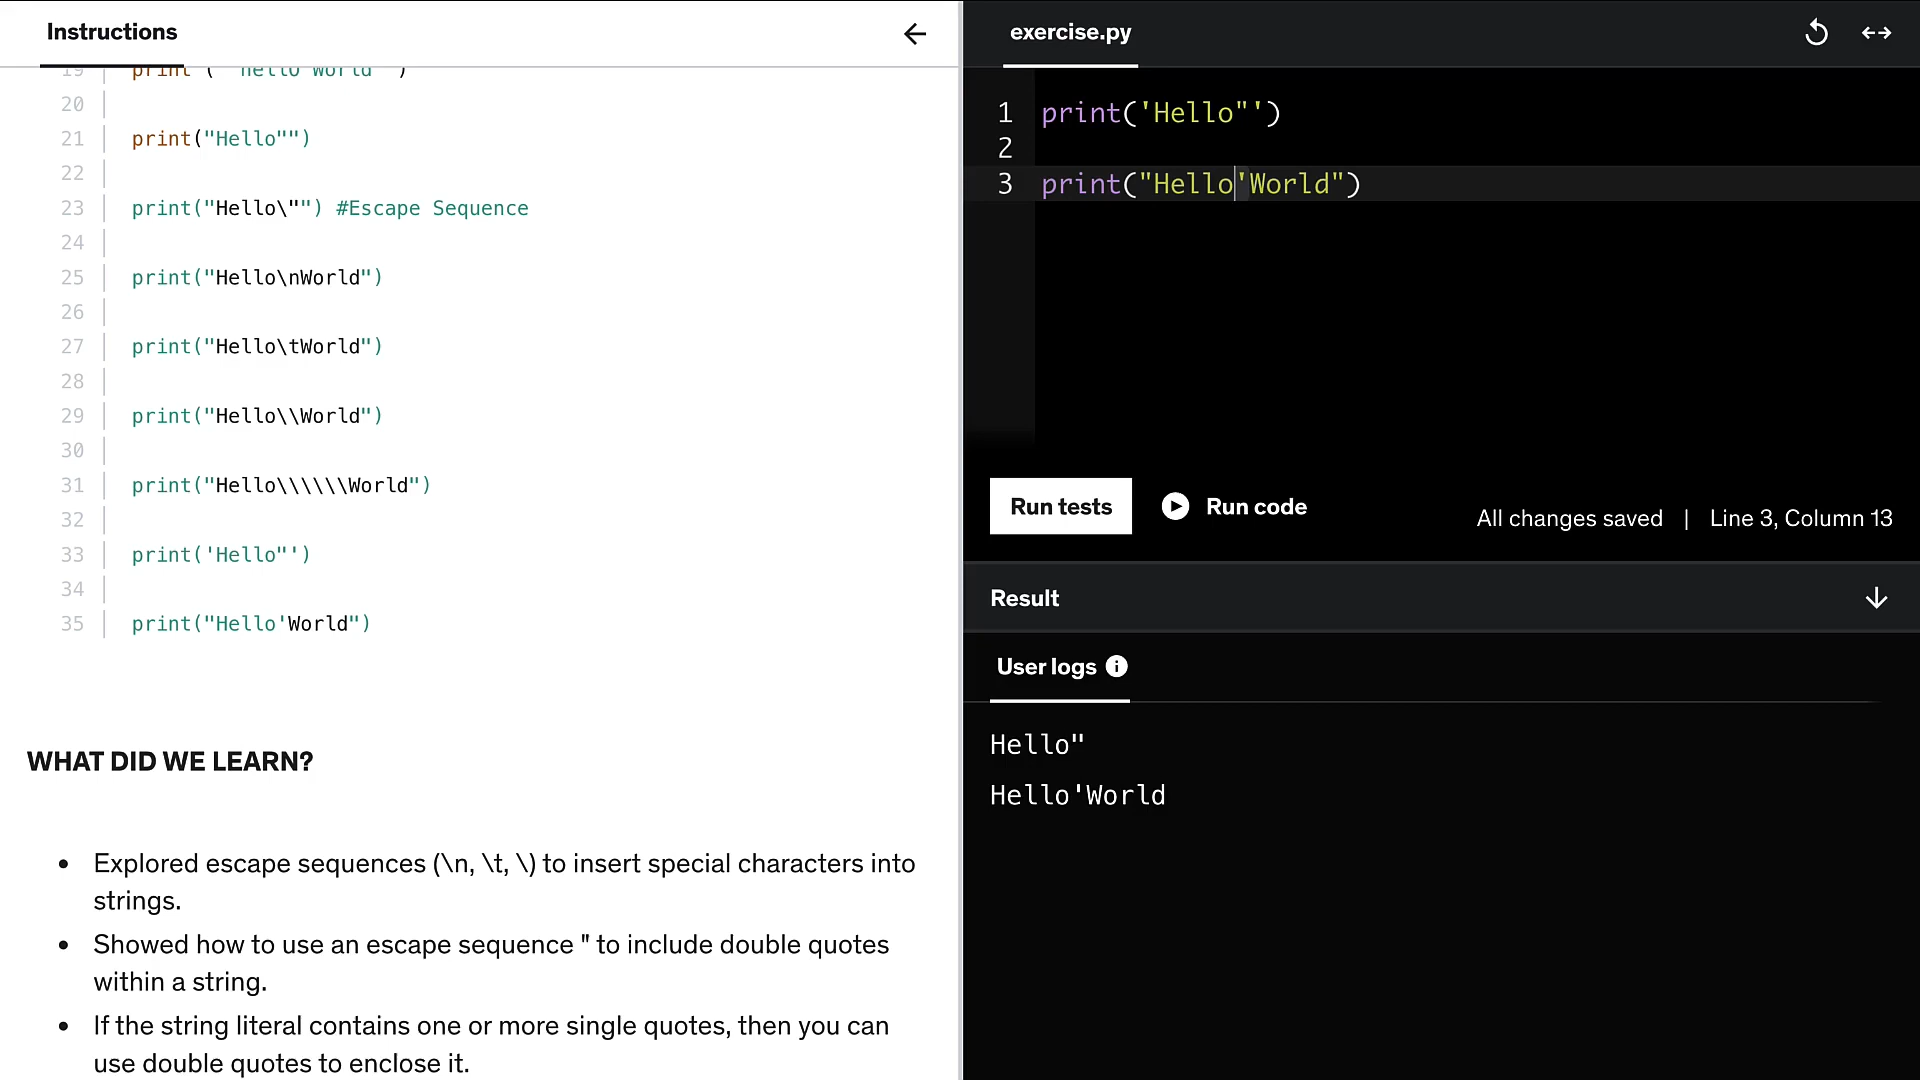 Instructions
19 print ( "Hello World" )
20
21 print("Hello"")
22
23 print("Hello\"") #Escape Sequence
24
25 print("Hello\nWorld")
26
27 print("Hello\tWorld")
28
29 print("Hello\\World")
30
31 print("Hello\\\\\\World")
32
33 print('Hello"')
34
35 print("Hello'World")
WHAT DID WE LEARN?
• Explored escape sequences (\n, \t, \) to insert special characters into
strings.
• Showed how to use an escape sequence " to include double quotes
within a string.
• If the string literal contains one or more single quotes, then you can
use double quotes to enclose it.
exercise.py
1 print('Hello"')
2
3 print("Hello'World")
Run tests
Run code
All changes saved | Line 3, Column 13
Result
User logs
Hello"
Hello'World